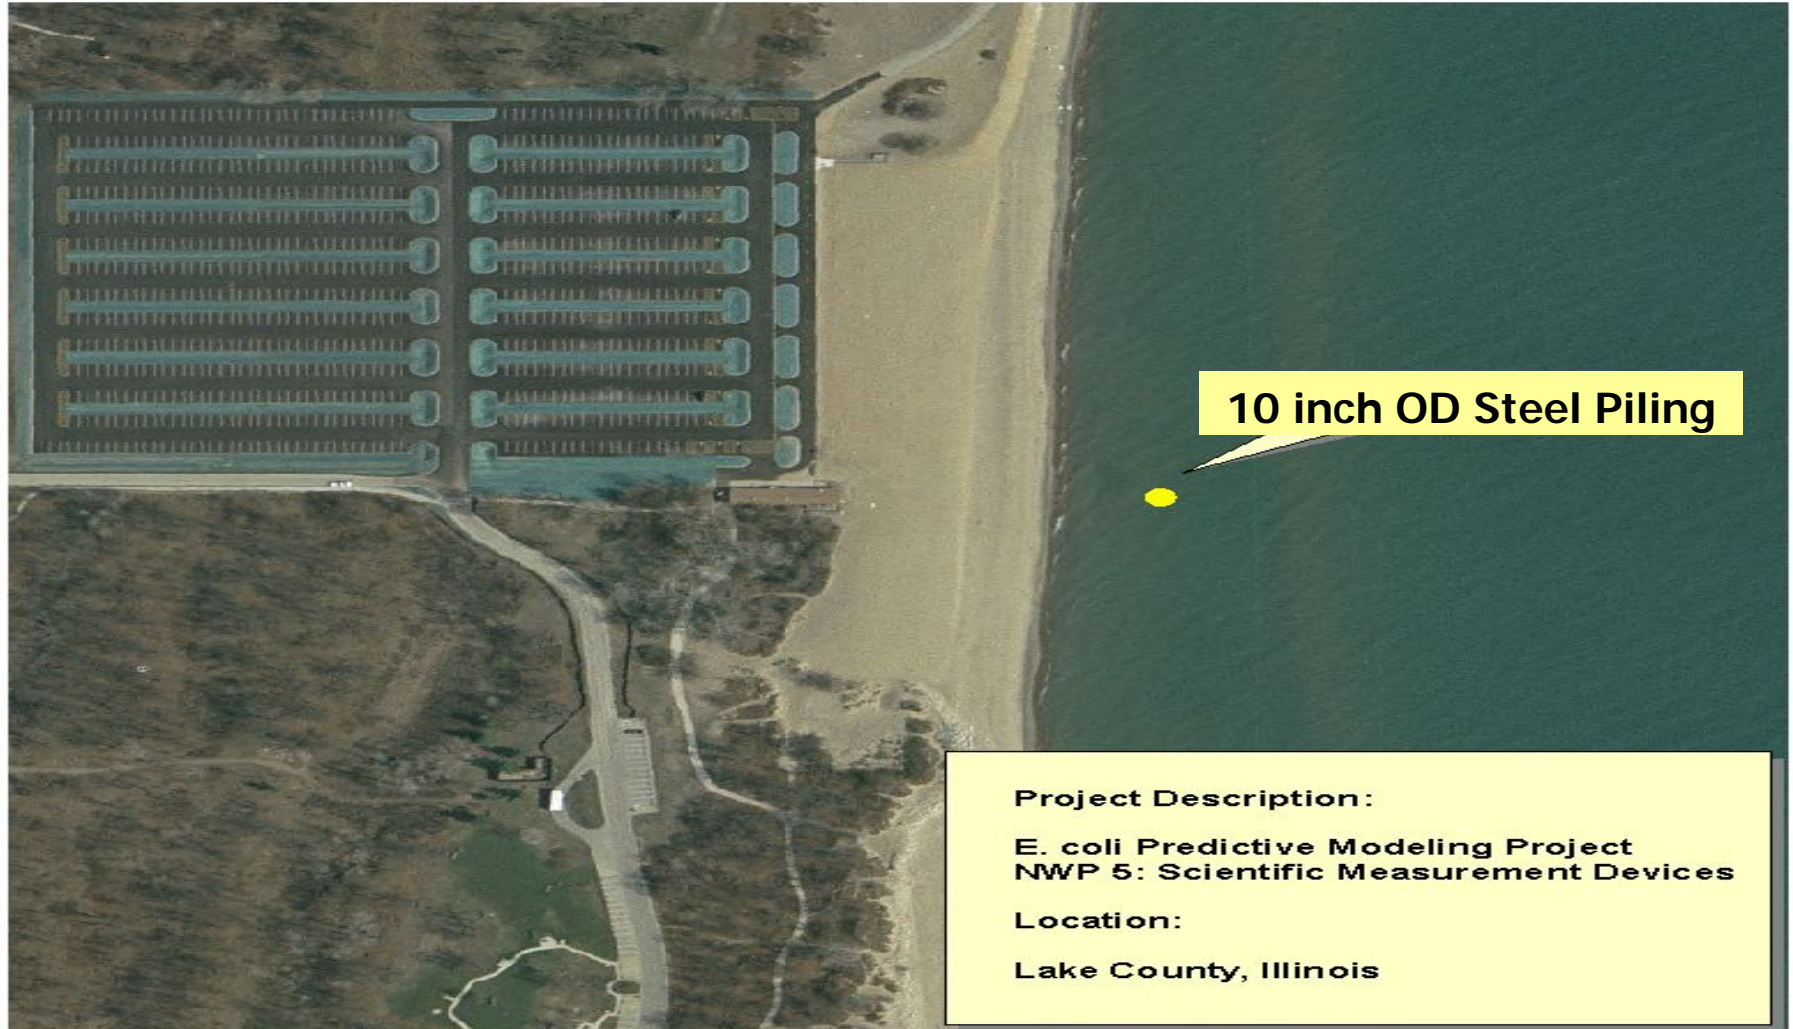 10 inch OD Steel Piling
Project Description:
E. coli Predictive Modeling Project
NWP 5: Scientific Measurement Devices
Location:
Lake County, Illinois